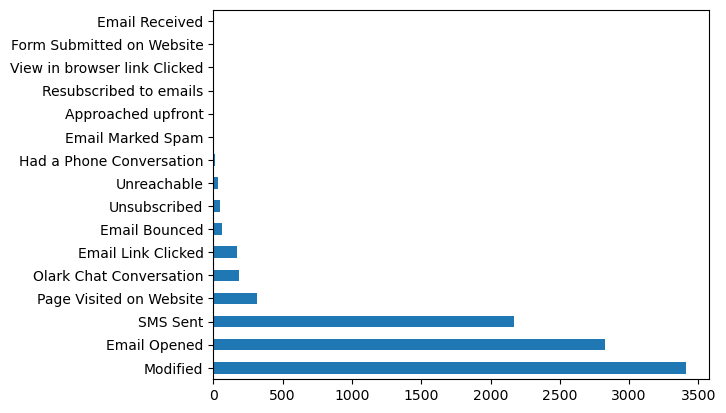 Email Received
Form Submitted on Website
View in browser link Clicked
Resubscribed to emails
Approached upfront
Email Marked Spam
Had a Phone Conversation
Unreachable
Unsubscribed
Email Bounced
Email Link Clicked
Olark Chat Conversation
Page Visited on Website
SMS Sent
Email Opened
Modified
0 500 1000 1500 2000 2500 3000 3500